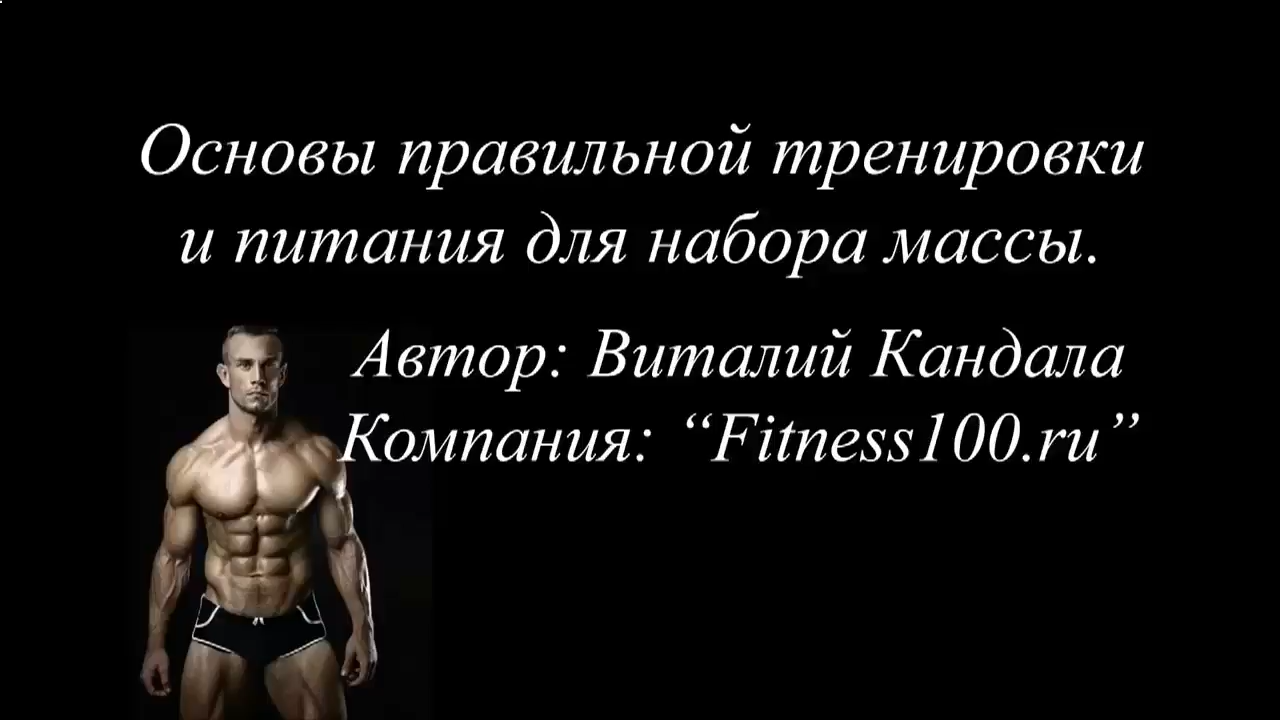 Основы правильной тренировки
и питания для набора массы.
Автор: Виталий Кандала
Компания: “Fitness100.ru”